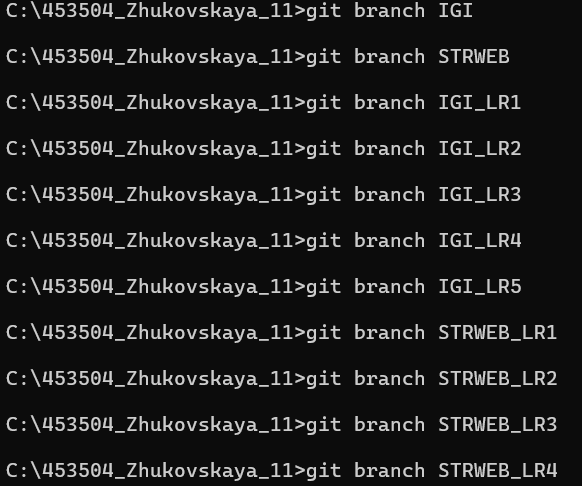 C:\453504_Zhukovskaya_11>git branch IGI
C:\453504_Zhukovskaya_11>git branch STRWEB
C:\453504_Zhukovskaya_11>git branch IGI_LR1
C:\453504_Zhukovskaya_11>git branch IGI_LR2
C:\453504_Zhukovskaya_11>git branch IGI_LR3
C:\453504_Zhukovskaya_11>git branch IGI_LR4
C:\453504_Zhukovskaya_11>git branch IGI_LR5
C:\453504_Zhukovskaya_11>git branch STRWEB_LR1
C:\453504_Zhukovskaya_11>git branch STRWEB_LR2
C:\453504_Zhukovskaya_11>git branch STRWEB_LR3
C:\453504_Zhukovskaya_11>git branch STRWEB_LR4